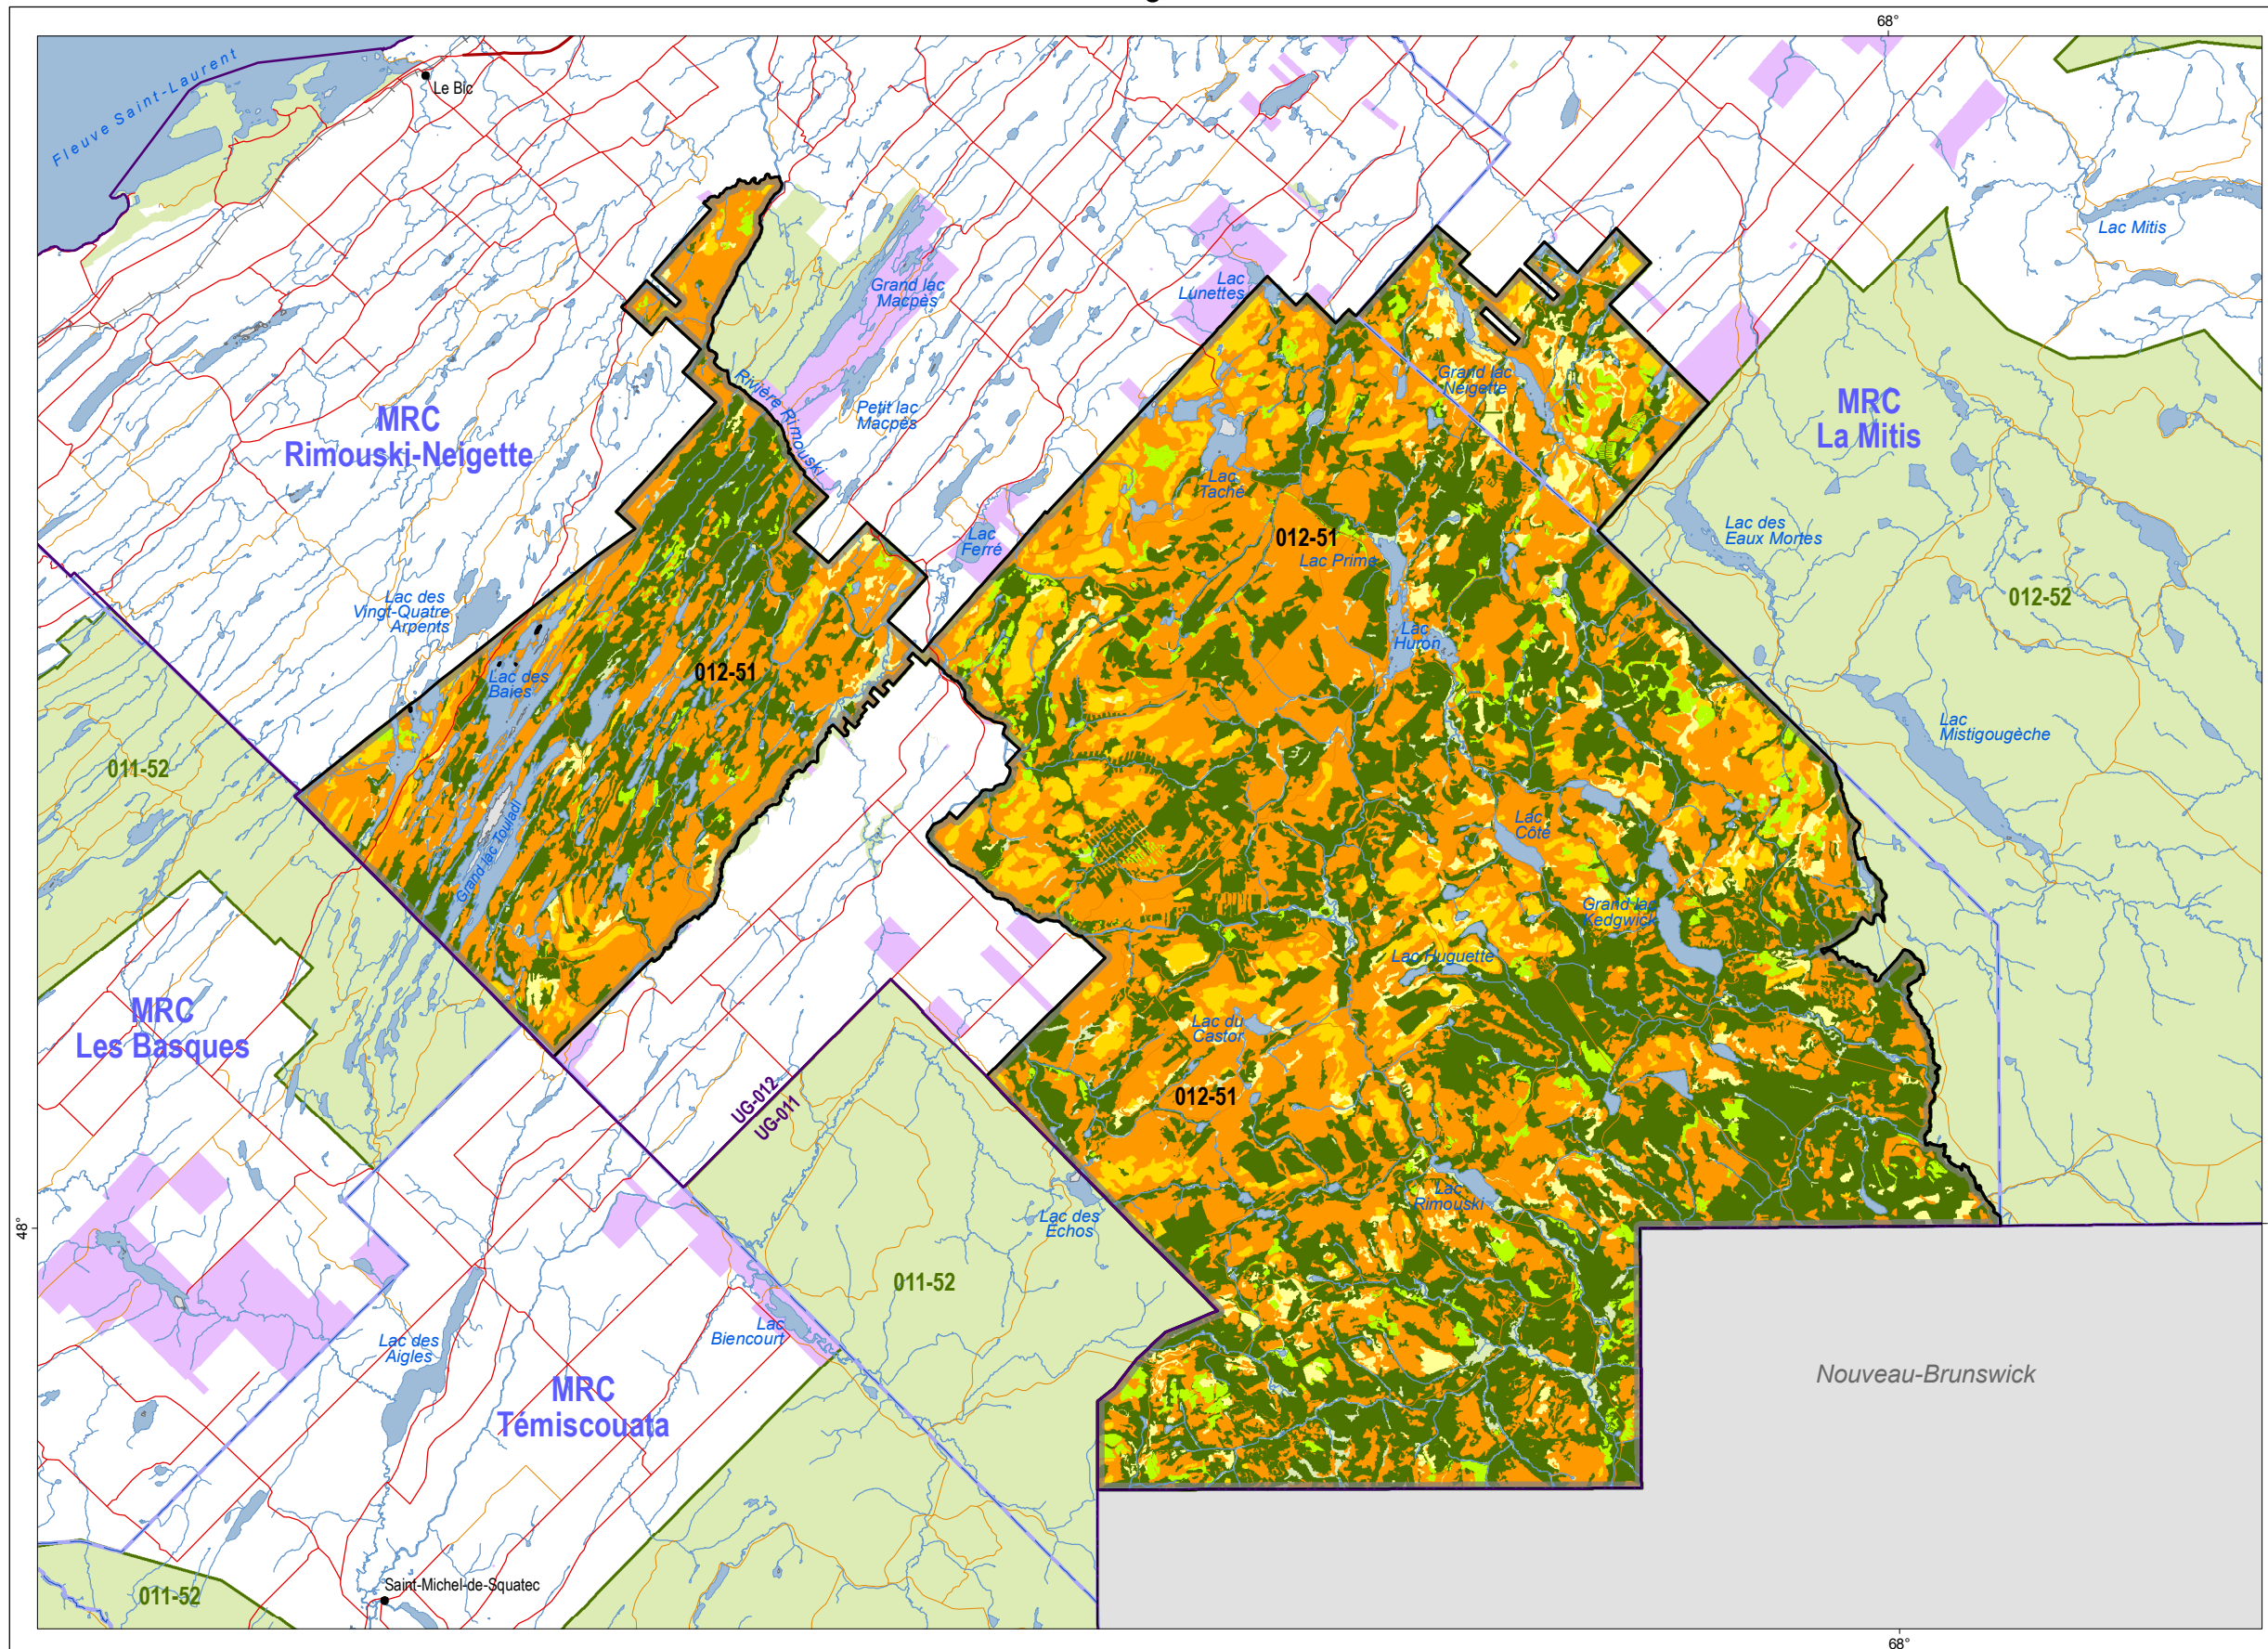 68°
Fleuve Saint-Laurent
Le Bic
Lac Mitis
Lac
Lunettes
Grand lac
Macpès
Rivière Rimouski
Petit lac
Macpès
Grand lac
Neigette
MRC
La Mitis
MRC
Rimouski-Neigette
Lac
Taché
Lac
Ferré
012-51
Lac Prime
Lac des
Eaux Mortes
012-52
Lac des
Vingt-Quatre
Arpents
Lac
Huron
012-51
Lac des
Baies
Lac
Mistigougèche
011-52
Grand lac Touladi
Lac
Côté
Grand lac
Kedgwick
Lac Huguette
MRC
Les Basques
Lac du
Castor
UG-012
UG-011
012-51
Lac
Rimouski
Lac des
Echos
48°
011-52
Lac
Biencourt
Lac des
Aigles
MRC
Témiscouata
Nouveau-Brunswick
Saint-Michel-de-Squatec
011-52
68°